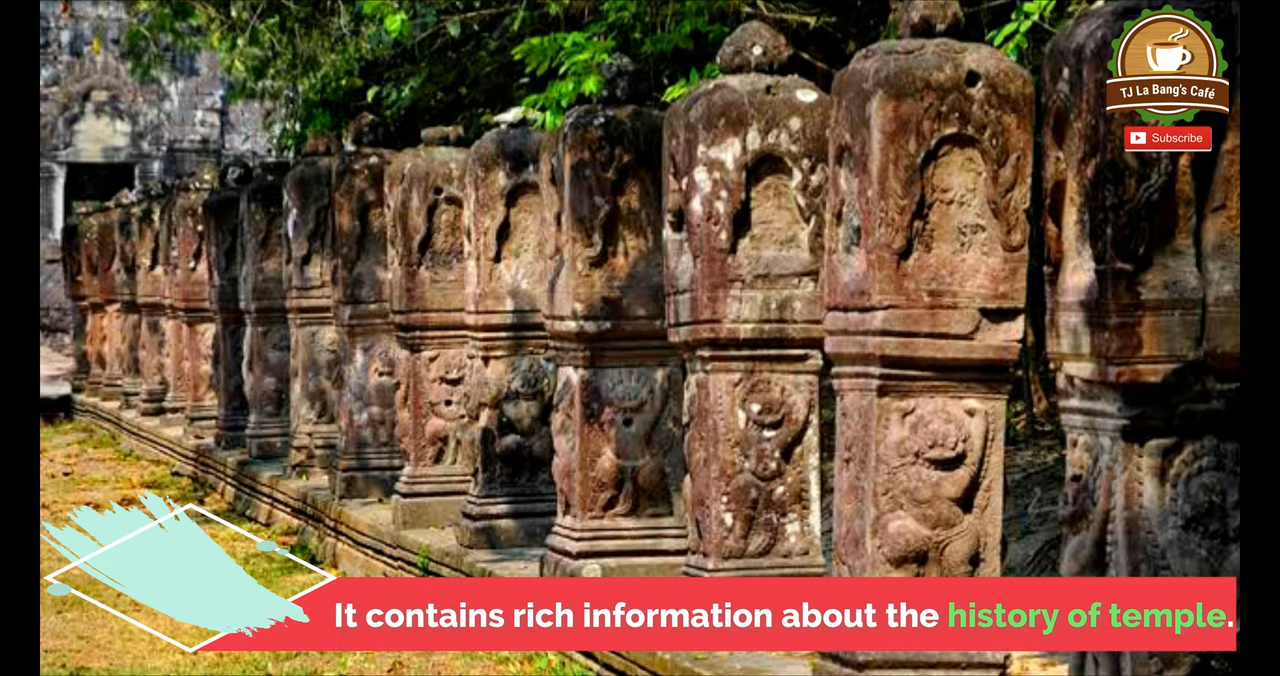 TJ La Bang's Café
Subscribe
It contains rich information about the history of temple.